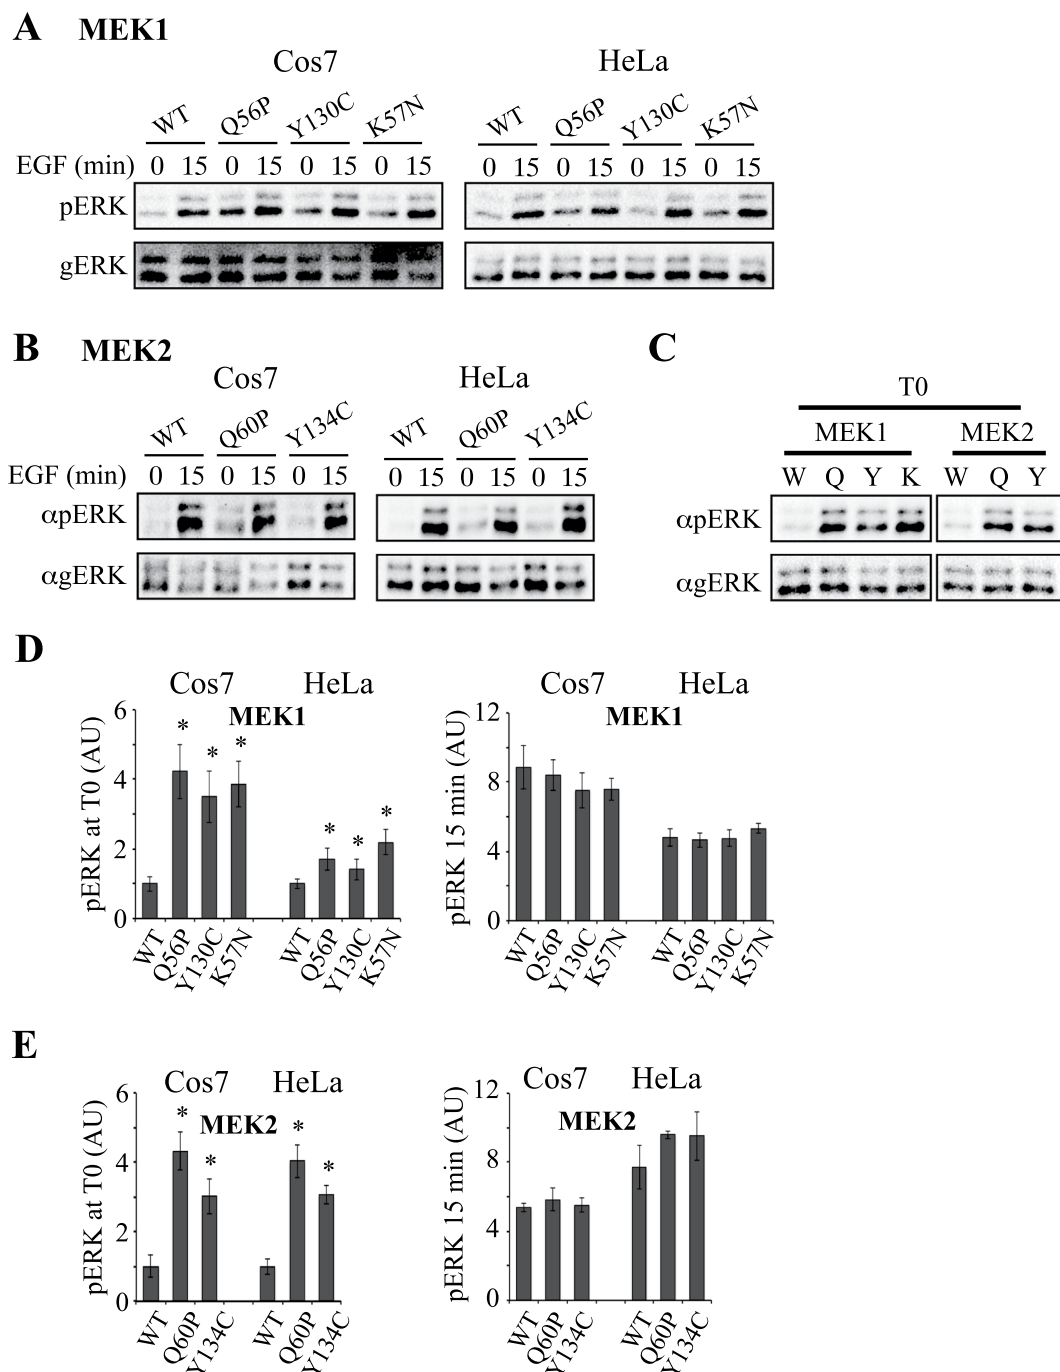 A MEK1
Cos7 HeLa
WT Q56P Y130C K57N WT Q56P Y130C K57N
EGF (min) 0 15 0 15 0 15 0 15 0 15 0 15 0 15 0 15
pERK
gERK
B MEK2
Cos7 HeLa
WT Q60P Y134C WT Q60P Y134C
EGF (min) 0 15 0 15 0 15 0 15 0 15 0 15
αpERK
αgERK
C
T0
MEK1 MEK2
W Q Y K W Q Y
αpERK
αgERK
D
Cos7 HeLa
MEK1
pERK at T0 (AU)
6
4
2
0
* * * * * *
WT Q56P Y130C K57N WT Q56P Y130C K57N
Cos7 HeLa
MEK1
pERK 15 min (AU)
12
8
4
0
WT Q56P Y130C K57N WT Q56P Y130C K57N
E
Cos7 HeLa
MEK2
pERK at T0 (AU)
6
4
2
0
* * * *
WT Q60P Y134C WT Q60P Y134C
Cos7 HeLa
MEK2
pERK 15 min (AU)
12
8
4
0
WT Q60P Y134C WT Q60P Y134C